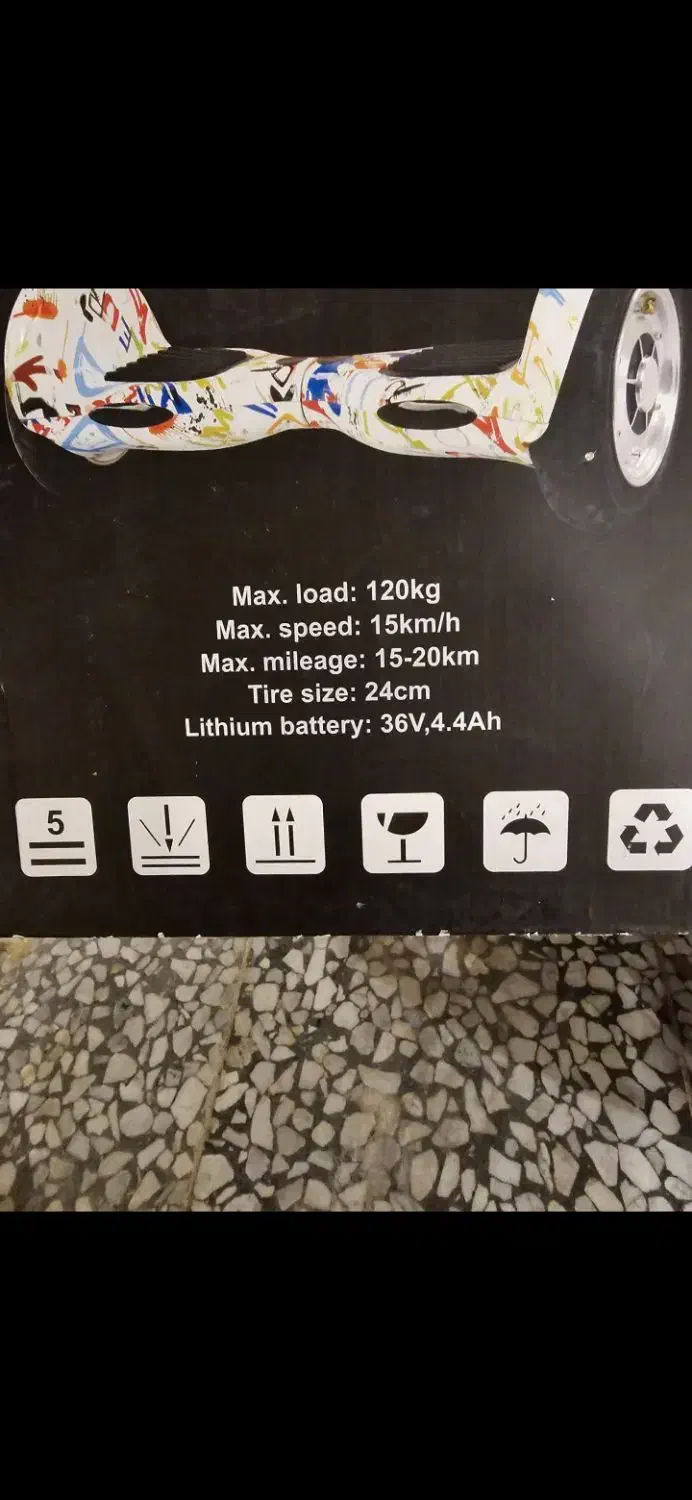 Max. load: 120kg
Max. speed: 15km/h
Max. mileage: 15-20km
Tire size: 24cm
Lithium battery: 36V,4.4Ah
5